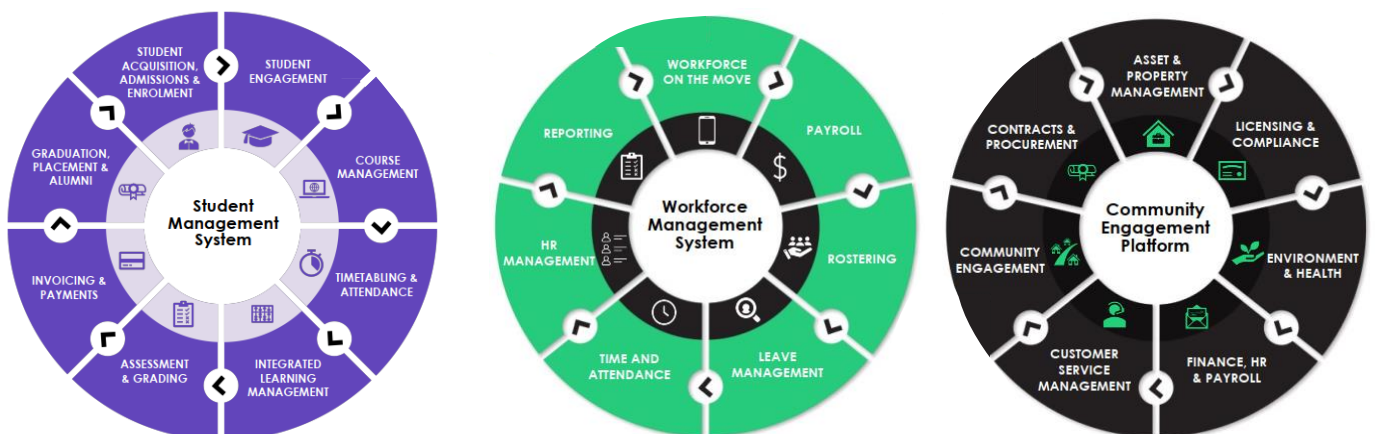 STUDENT
ACQUISITION,
ADMISSIONS &
ENROLMENT
STUDENT
ENGAGEMENT
COURSE
MANAGEMENT
TIMETABLING &
ATTENDANCE
INTEGRATED
LEARNING
MANAGEMENT
ASSESSMENT
& GRADING
INVOICING &
PAYMENTS
GRADUATION,
PLACEMENT &
ALUMNI
Student
Management
System
WORKFORCE
ON THE MOVE
PAYROLL
ROSTERING
LEAVE
MANAGEMENT
TIME AND
ATTENDANCE
HR
MANAGEMENT
REPORTING
Workforce
Management
System
ASSET &
PROPERTY
MANAGEMENT
LICENSING &
COMPLIANCE
ENVIRONMENT
& HEALTH
FINANCE, HR
& PAYROLL
CUSTOMER
SERVICE
MANAGEMENT
COMMUNITY
ENGAGEMENT
CONTRACTS &
PROCUREMENT
Community
Engagement
Platform